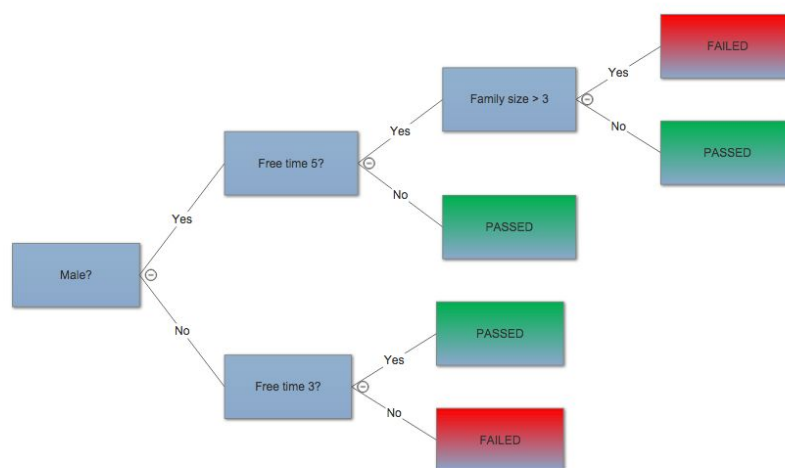 FAILED
Yes
Family size > 3
Yes
No
PASSED
Free time 5?
No
Yes
PASSED
Male?
No
PASSED
Yes
Free time 3?
No
FAILED